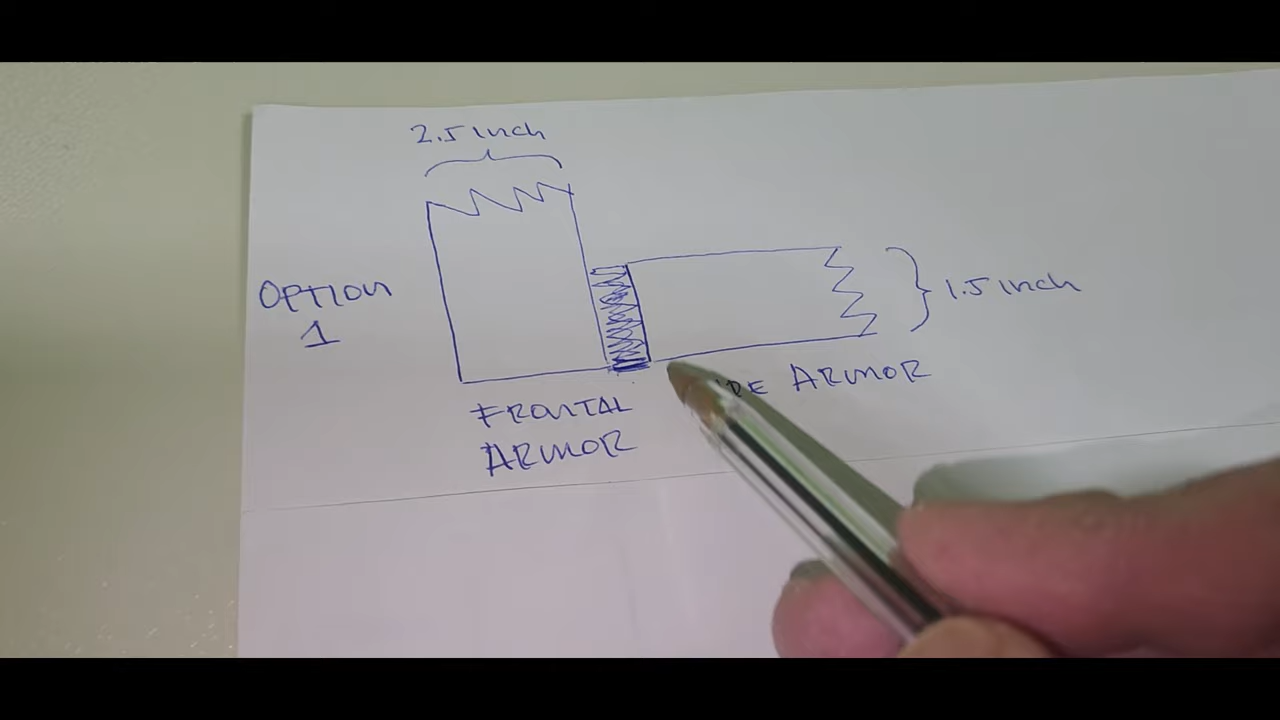 2.5 inch
OPTION
1
1.5 inch
ARMOR
FRONTAL
ARMOR